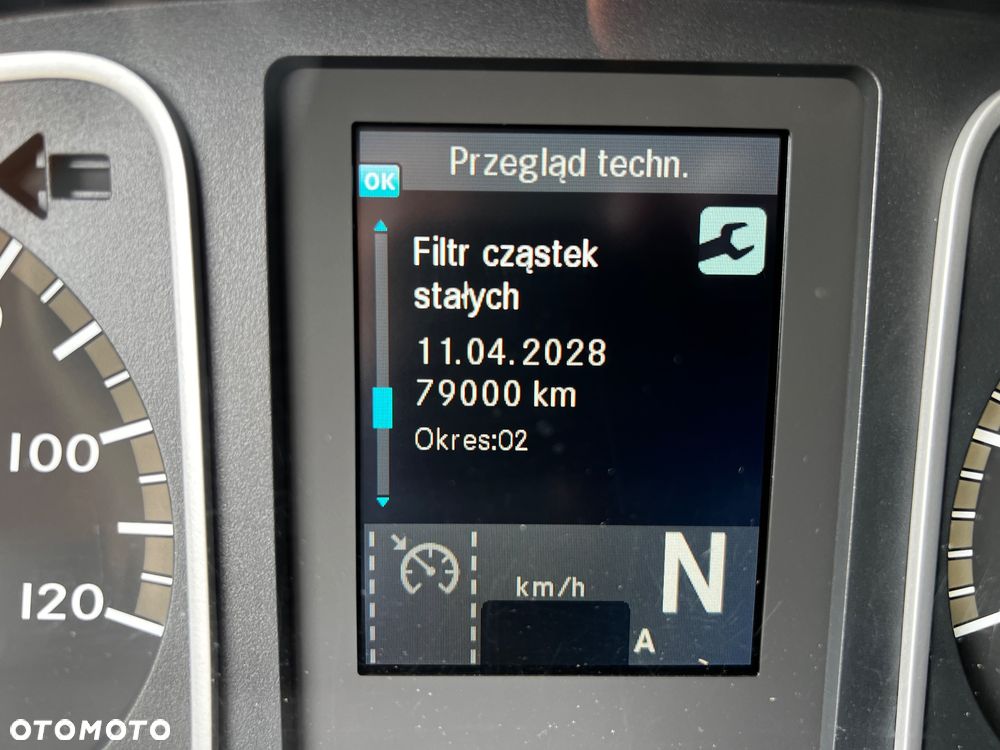 Przegląd techn.
OK
Filtr cząstek
stałych
11.04.2028
79000 km
Okres:02
100
120
km/h
N
A
OTOMOTO